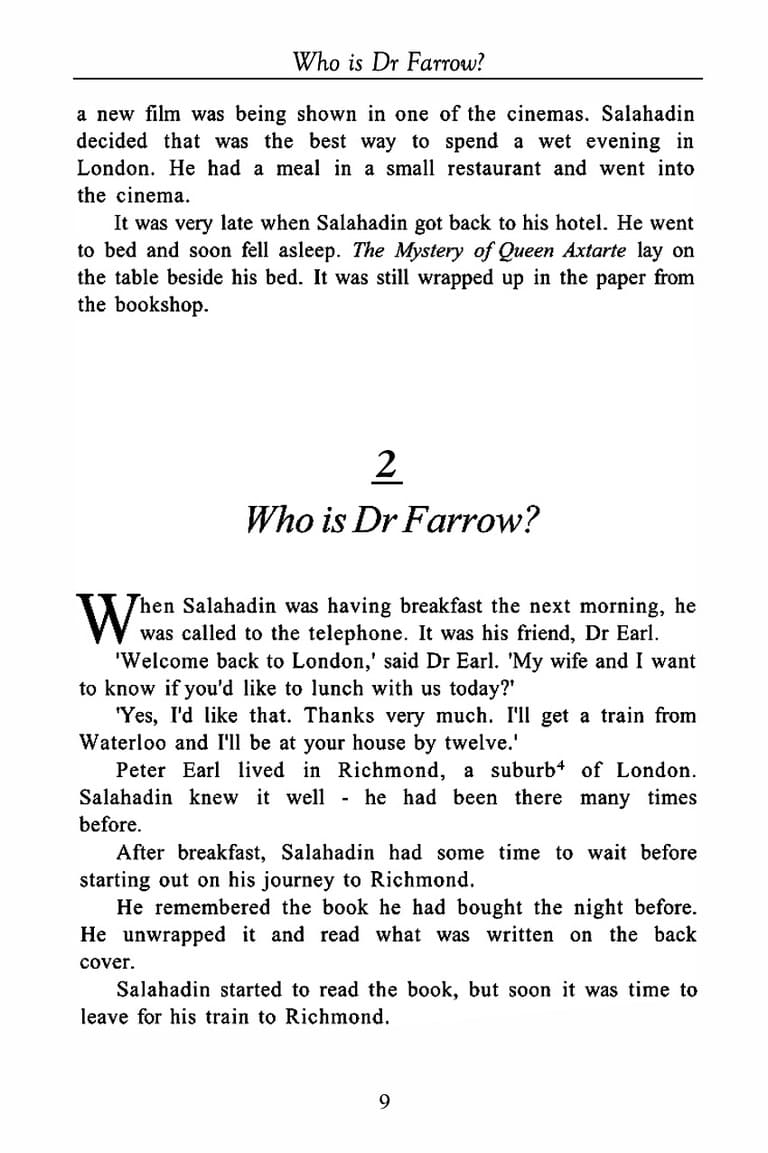 Who is Dr Farrow?
a new film was being shown in one of the cinemas. Salahadin
decided that was the best way to spend a wet evening in
London. He had a meal in a small restaurant and went into
the cinema.
It was very late when Salahadin got back to his hotel. He went
to bed and soon fell asleep. The Mystery of Queen Axtarte lay on
the table beside his bed. It was still wrapped up in the paper from
the bookshop.
2
Who is Dr Farrow?
When Salahadin was having breakfast the next morning, he
was called to the telephone. It was his friend, Dr Earl.
'Welcome back to London,' said Dr Earl. 'My wife and I want
to know if you'd like to lunch with us today?'
'Yes, I'd like that. Thanks very much. I'll get a train from
Waterloo and I'll be at your house by twelve.'
Peter Earl lived in Richmond, a suburb⁴ of London.
Salahadin knew it well - he had been there many times
before.
After breakfast, Salahadin had some time to wait before
starting out on his journey to Richmond.
He remembered the book he had bought the night before.
He unwrapped it and read what was written on the back
cover.
Salahadin started to read the book, but soon it was time to
leave for his train to Richmond.
9